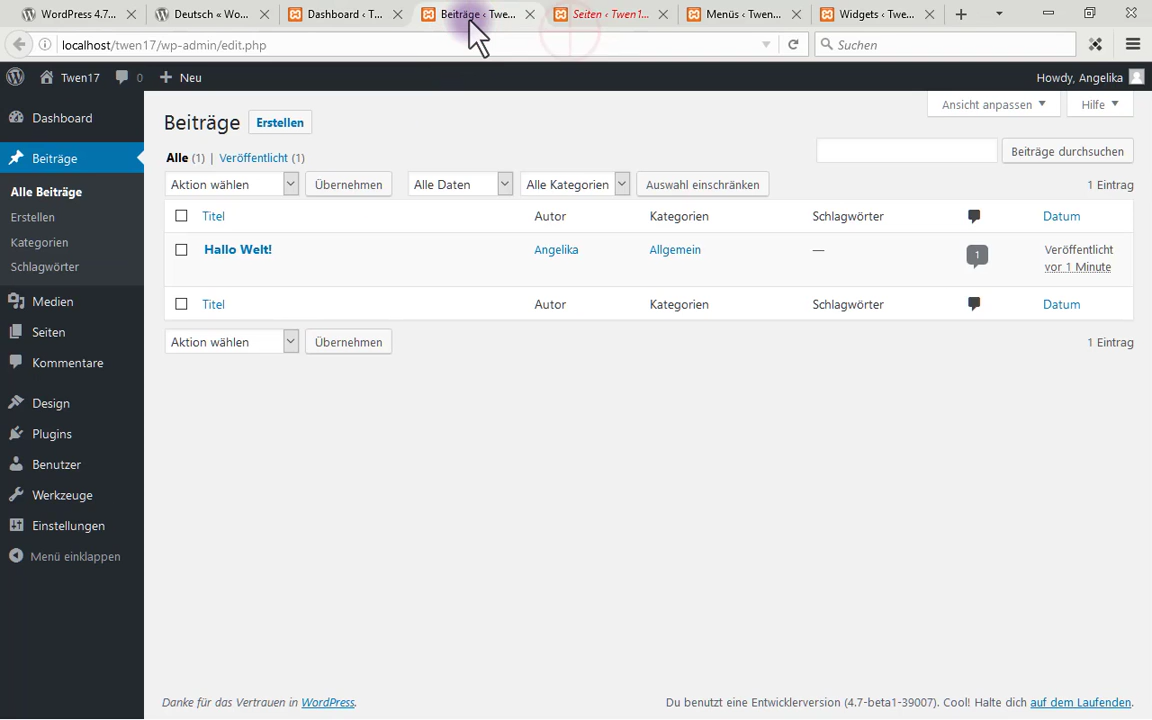 WordPress 4.7...
Deutsch « Wo...
Dashboard ‹ T...
Beiträge ‹ Twe...
Seiten ‹ Twen1...
Menüs ‹ Twen...
Widgets ‹ Twe...
localhost/twen17/wp-admin/edit.php
Suchen
Twen17
0
Neu
Howdy, Angelika
Dashboard
Beiträge
Alle Beiträge
Erstellen
Kategorien
Schlagwörter
Medien
Seiten
Kommentare
Design
Plugins
Benutzer
Werkzeuge
Einstellungen
Menü einklappen
Ansicht anpassen
Hilfe
Beiträge Erstellen
Alle (1) | Veröffentlicht (1)
Beiträge durchsuchen
Aktion wählen Übernehmen Alle Daten Alle Kategorien Auswahl einschränken 1 Eintrag
Titel Autor Kategorien Schlagwörter Datum
Hallo Welt! Angelika Allgemein — 1 Veröffentlicht
vor 1 Minute
Titel Autor Kategorien Schlagwörter Datum
Aktion wählen Übernehmen 1 Eintrag
Danke für das Vertrauen in WordPress. Du benutzt eine Entwicklerversion (4.7-beta1-39007). Cool! Halte dich auf dem Laufenden.